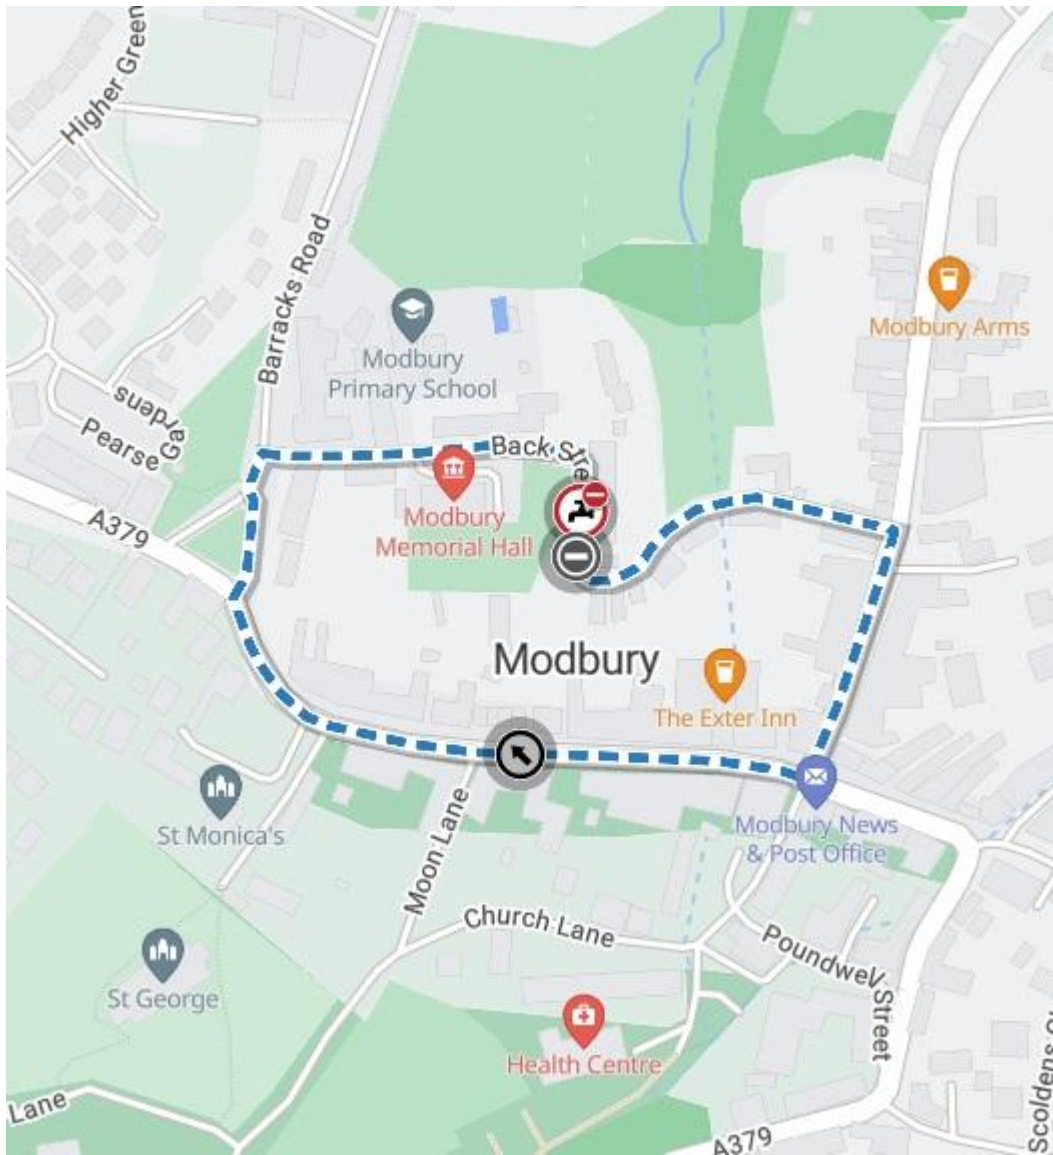 Higher Green
Barracks Road
Modbury Arms
Modbury
Primary School
Pearse
Gardens
Back Stre
A379
Modbury
Memorial Hall
Modbury
The Exter Inn
St Monica's
Moon Lane
Modbury News
& Post Office
Church Lane
Poundwell
Street
St George
Health Centre
Lane
A379
Scoldens